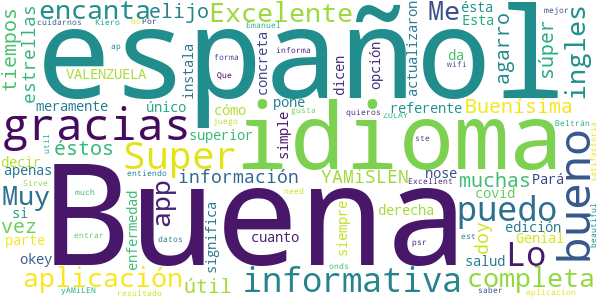 español
idioma
Buena
encanta
elijo
Excelente
Me
ésta
Esta
cuidarnos
Kiero
No
Por
Emanuel
mejor
tiempos
estrellas
VALENZUELA
ap
forma
Que
informa
concreta
instala
opción
dicen
da
wifi
actualizaron
agarro
súper
ingles
meramente
único
cómo
pone
simple
gusta
juego
quieros
ZULAY
referente
Buenísima
gracias
superior
éstos
decir
Super
útil
util
apenas
Sirve
Muy
si
vez
parte
okey
much
entiendo
entrar
yAMiLEN
enfermedad
app
información
significa
cuanto
YAMiSLEN
Excellent
ste
muchas
nose
Pará
Beltrán
satisfactorio
bueno
puedo
covid
derecha
siempre
doy
edición
Genial
Lo
salud
need
psr
est
beautiful
aplicación
datos
resultado
útil
informativa
onds
saber
completa
aplicacion